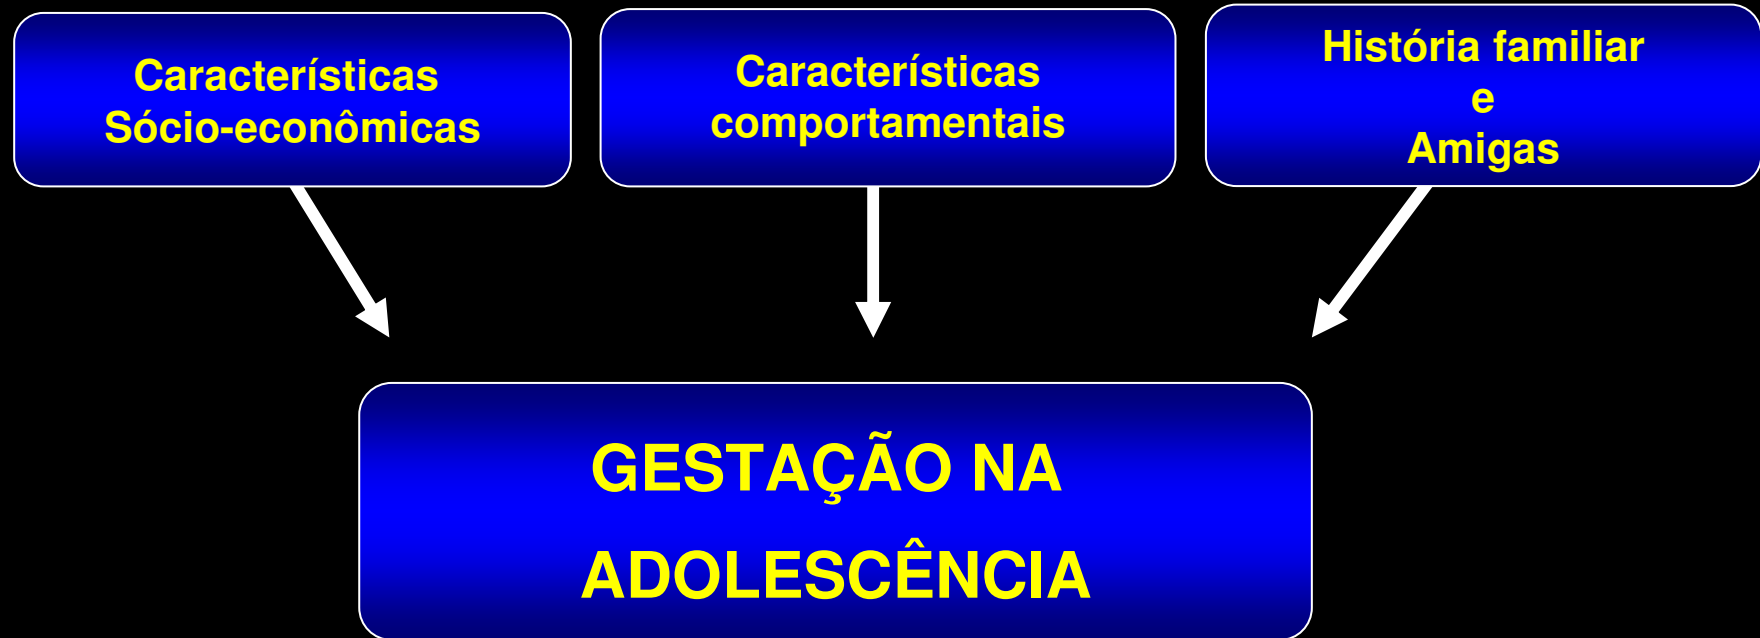 Características
Sócio-econômicas
Características
comportamentais
História familiar
e
Amigas
GESTAÇÃO NA
ADOLESCÊNCIA